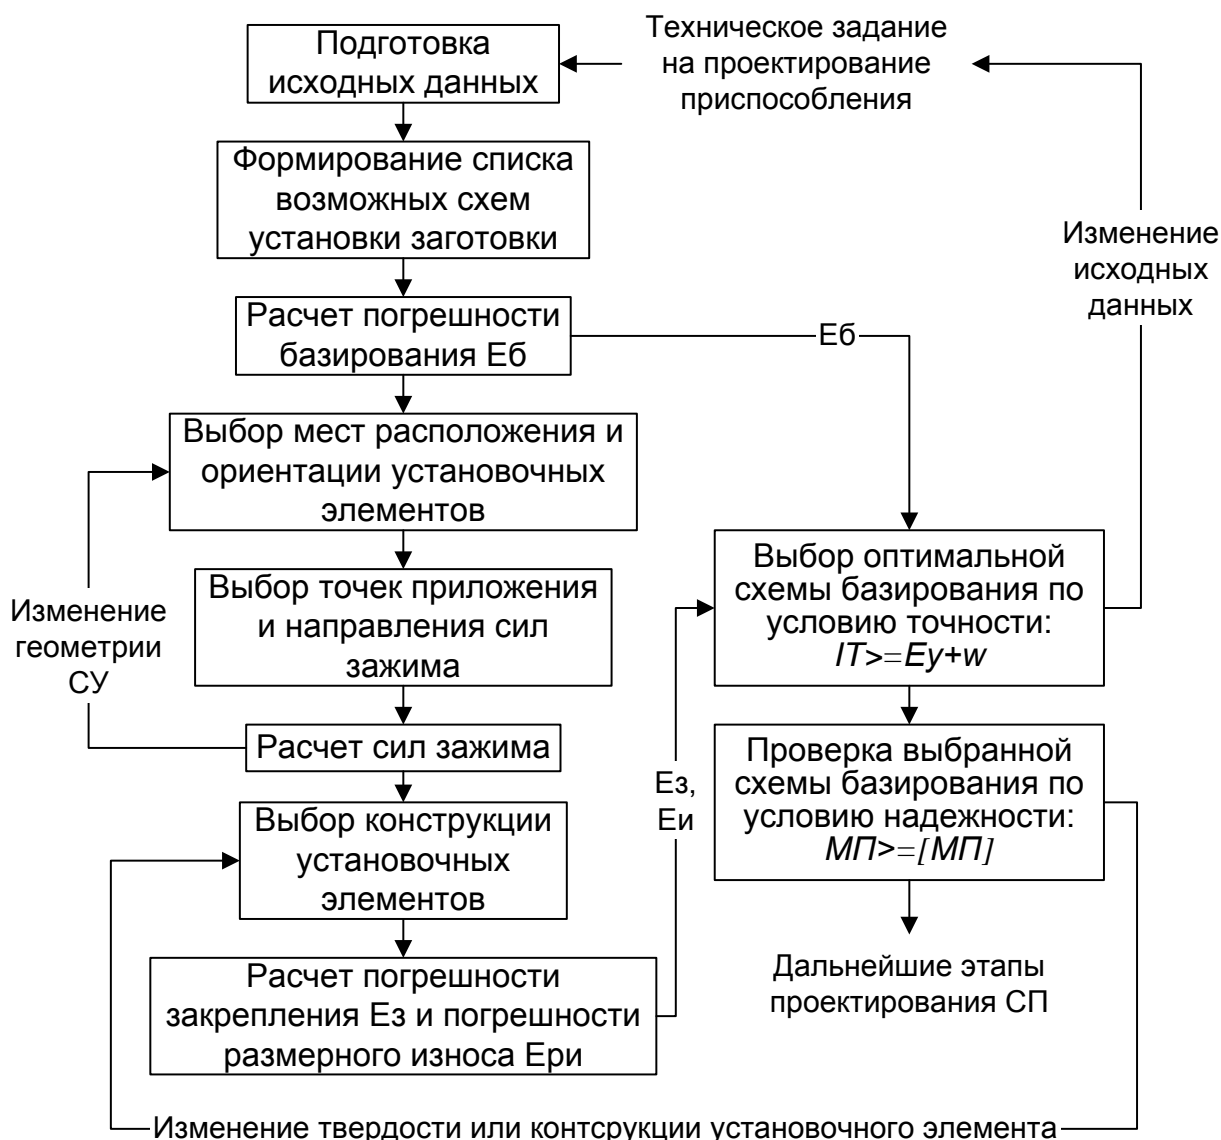 Подготовка
исходных данных
Техническое задание
на проектирование
приспособления
Формирование списка
возможных схем
установки заготовки
Изменение
исходных
данных
Расчет погрешности
базирования Еб
Еб
Выбор мест расположения и
ориентации установочных
элементов
Выбор точек приложения
и направления сил
зажима
Изменение
геометрии
СУ
Расчет сил зажима
Выбор конструкции
установочных
элементов
Расчет погрешности
закрепления Ез и погрешности
размерного износа Ери
Ез,
Еи
Выбор оптимальной
схемы базирования по
условию точности:
IT>=Еу+w
Проверка выбранной
схемы базирования по
условию надежности:
МП>=[МП]
Дальнейшие этапы
проектирования СП
Изменение твердости или контсрукции установочного элемента